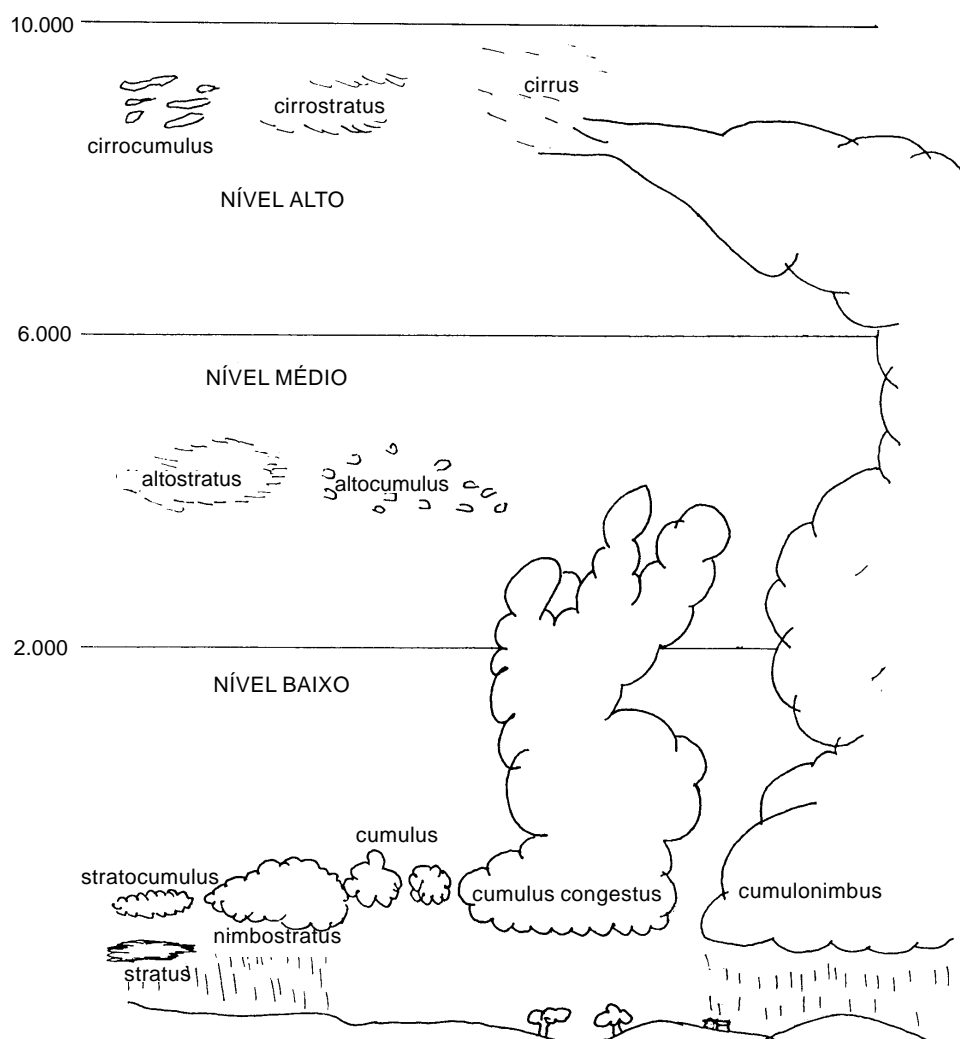 10.000
cirrus
cirrostratus
cirrocumulus
NÍVEL ALTO
6.000
NÍVEL MÉDIO
altostratus
altocumulus
2.000
NÍVEL BAIXO
cumulus
stratocumulus
cumulus congestus
cumulonimbus
nimbostratus
stratus